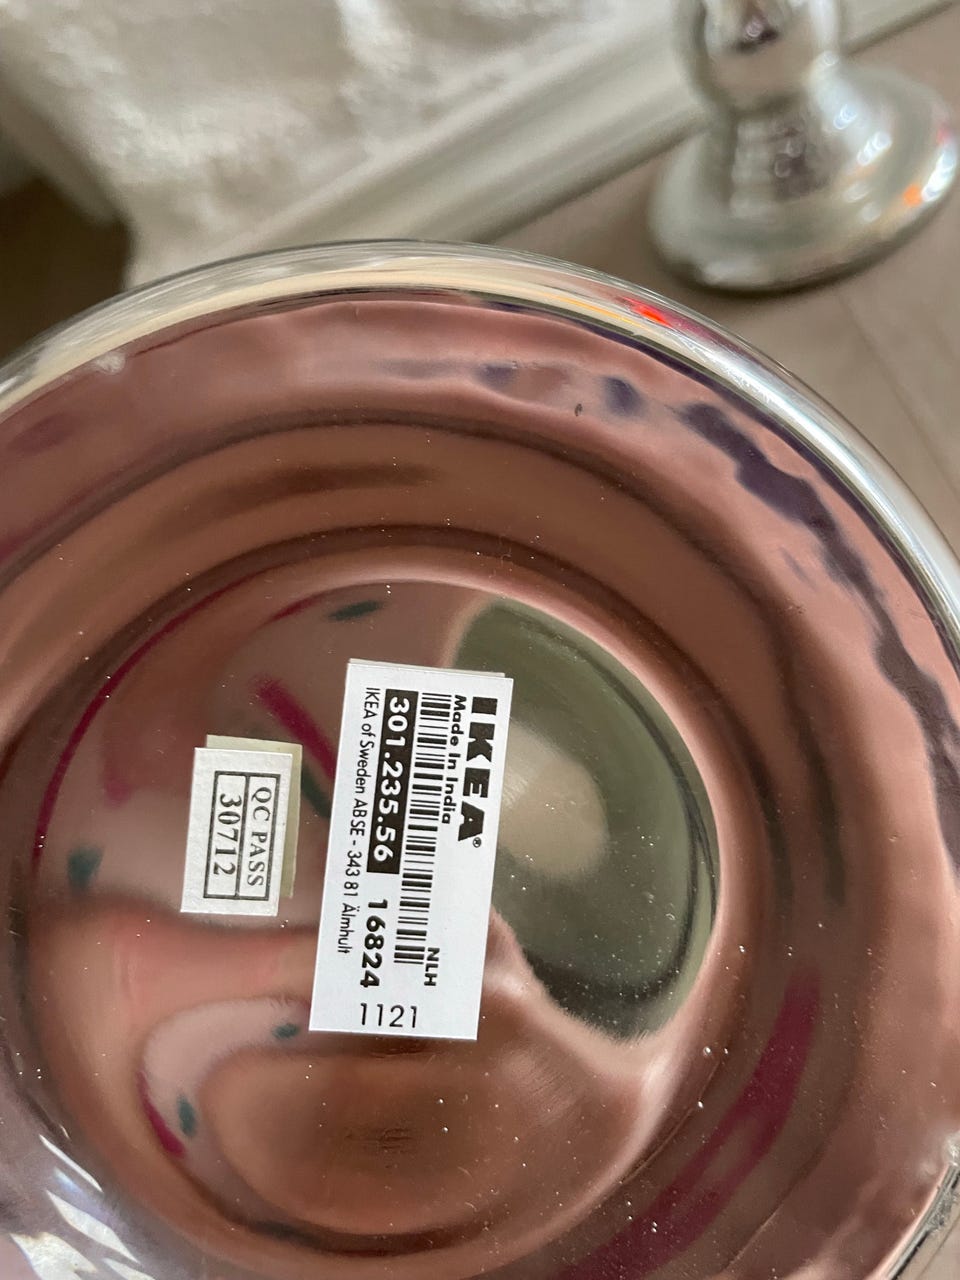 IKEA®
Made in India
NLH
301.235.56 16824
IKEA of Sweden AB SE - 343 81 Älmhult
1121
QC PASS
30712